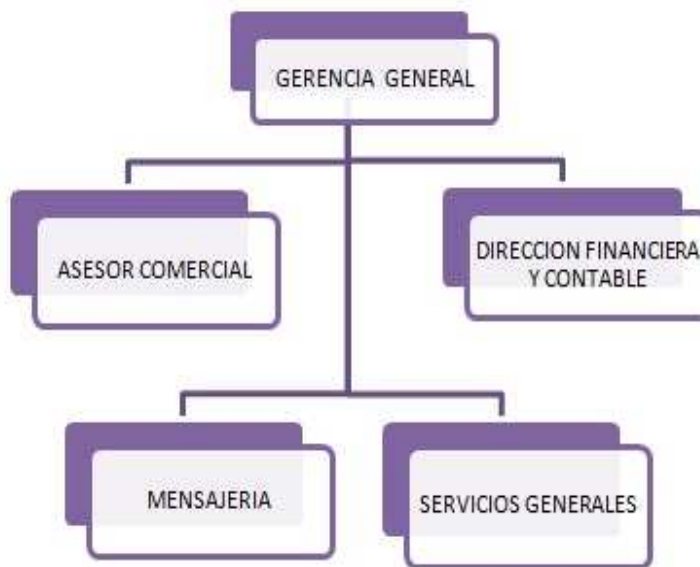 GERENCIA GENERAL
ASESOR COMERCIAL
DIRECCION FINANCIERA
Y CONTABLE
MENSAJERIA
SERVICIOS GENERALES